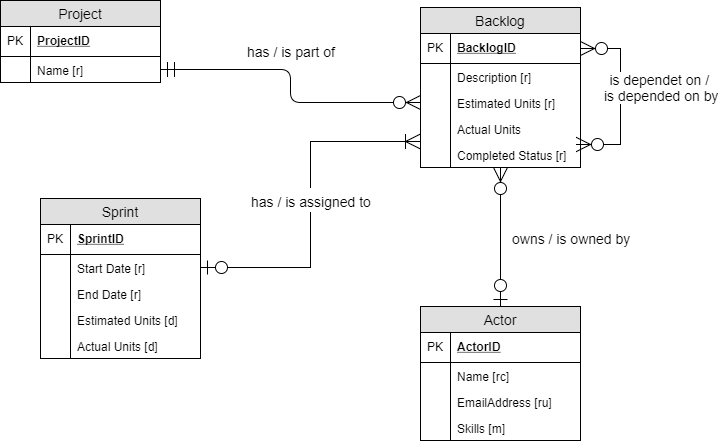 Project
PK ProjectID
Name [r]
has / is part of
Backlog
PK BacklogID
Description [r]
Estimated Units [r]
Actual Units
Completed Status [r]
is dependet on /
is depended on by
has / is assigned to
Sprint
PK SprintID
Start Date [r]
End Date [r]
Estimated Units [d]
Actual Units [d]
owns / is owned by
Actor
PK ActorID
Name [rc]
EmailAddress [ru]
Skills [m]